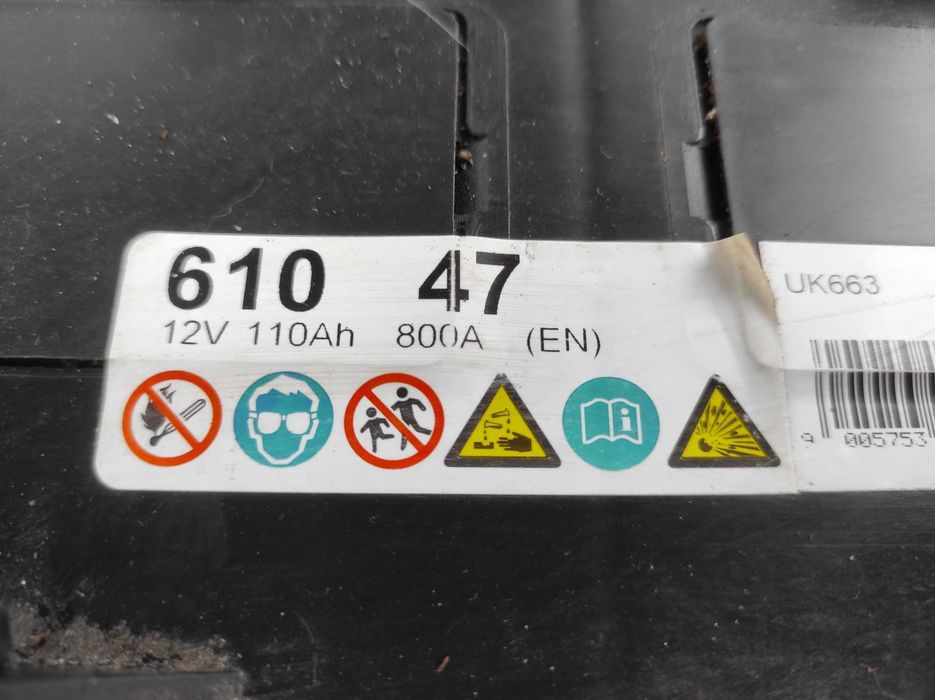 610 47
12V 110Ah 800A (EN)
UK663
9 005753